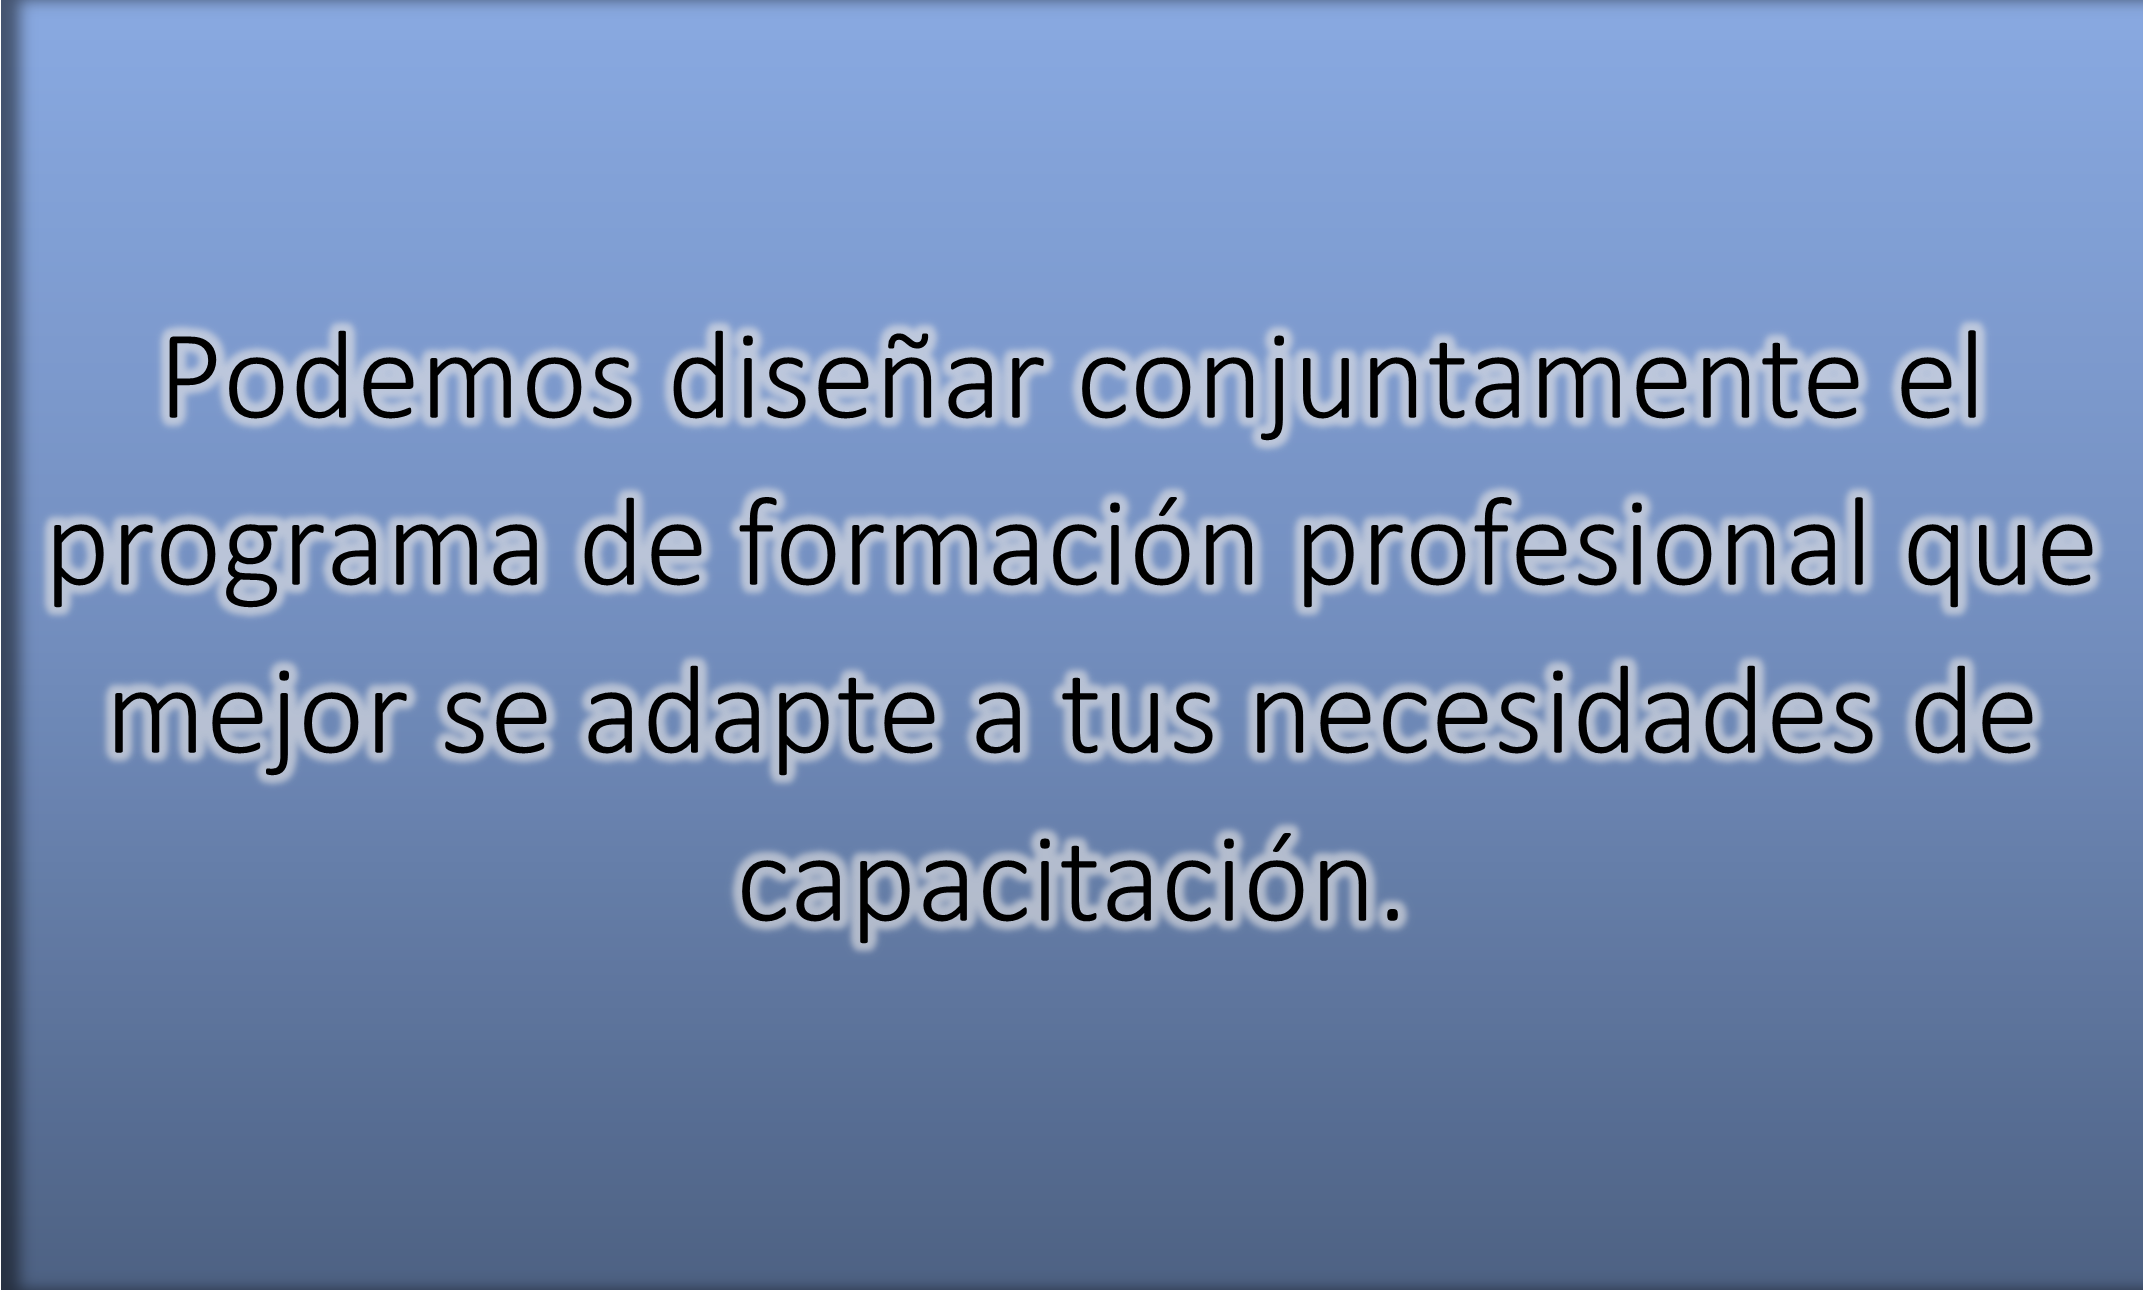 Podemos diseñar conjuntamente el
programa de formación profesional que
mejor se adapte a tus necesidades de
capacitación.